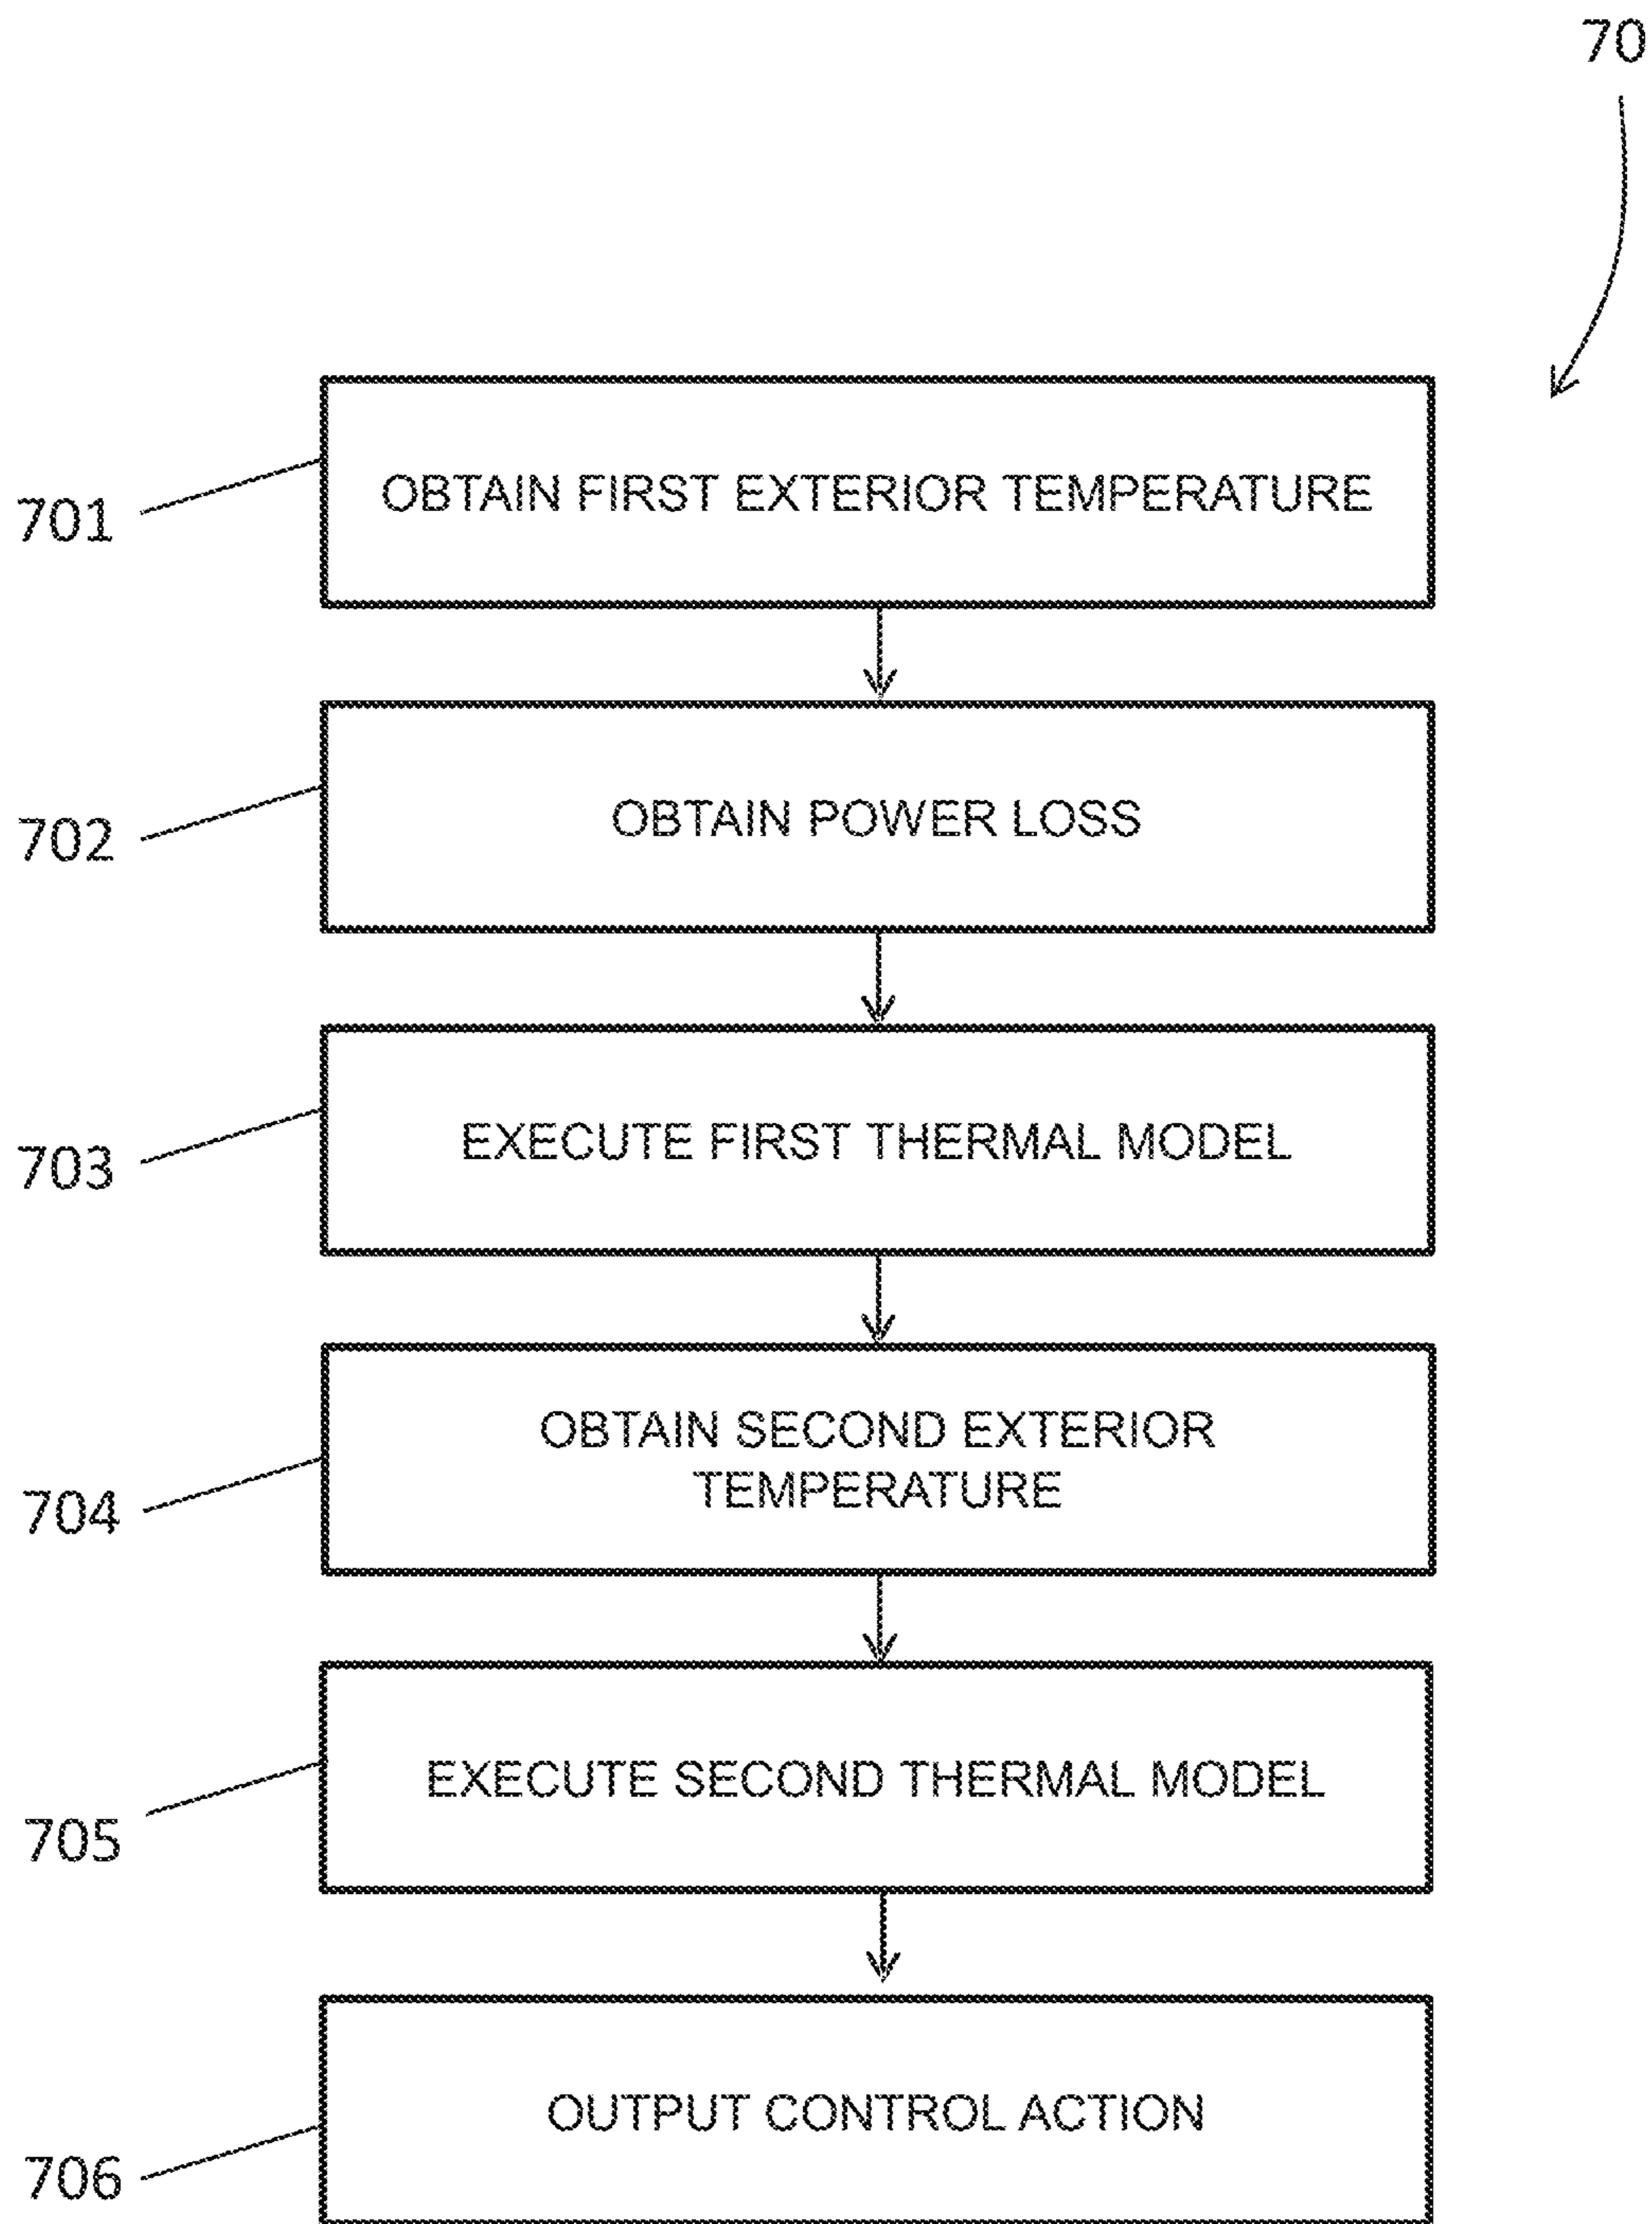 70
701
OBTAIN FIRST EXTERIOR TEMPERATURE
702
OBTAIN POWER LOSS
703
EXECUTE FIRST THERMAL MODEL
704
OBTAIN SECOND EXTERIOR
TEMPERATURE
705
EXECUTE SECOND THERMAL MODEL
706
OUTPUT CONTROL ACTION